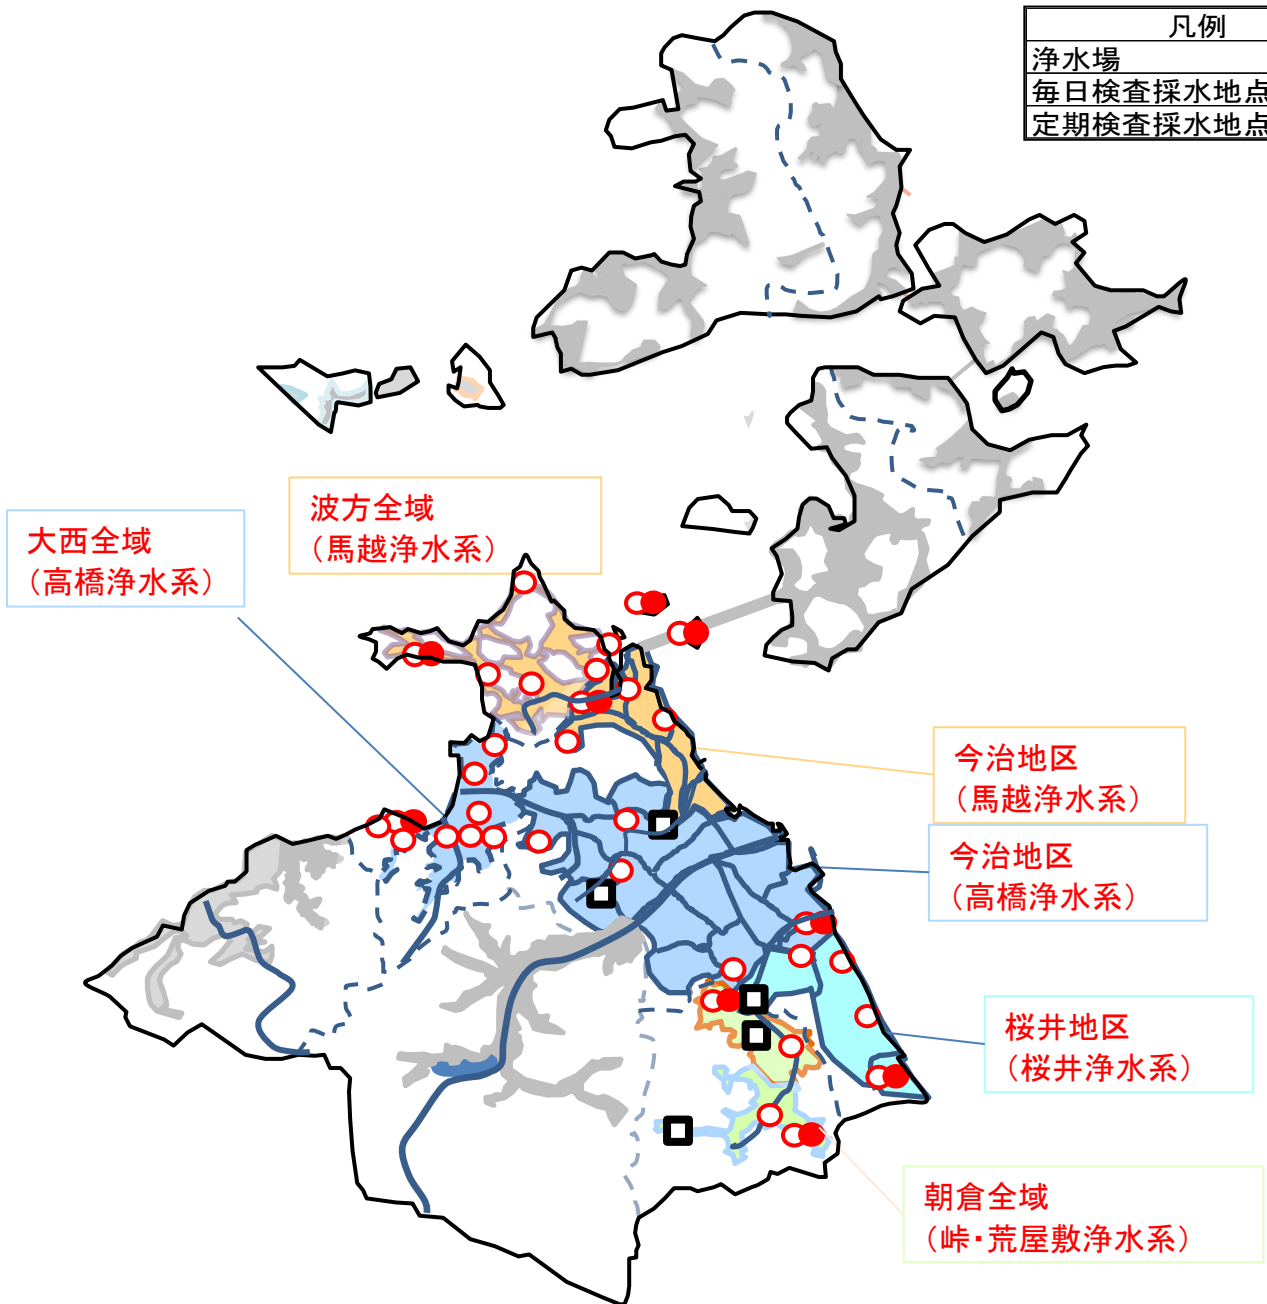 凡例
浄水場
毎日検査採水地点
定期検査採水地点
波方全域
（馬越浄水系）
大西全域
（高橋浄水系）
今治地区
（馬越浄水系）
今治地区
（高橋浄水系）
桜井地区
（桜井浄水系）
朝倉全域
（峠・荒屋敷浄水系）